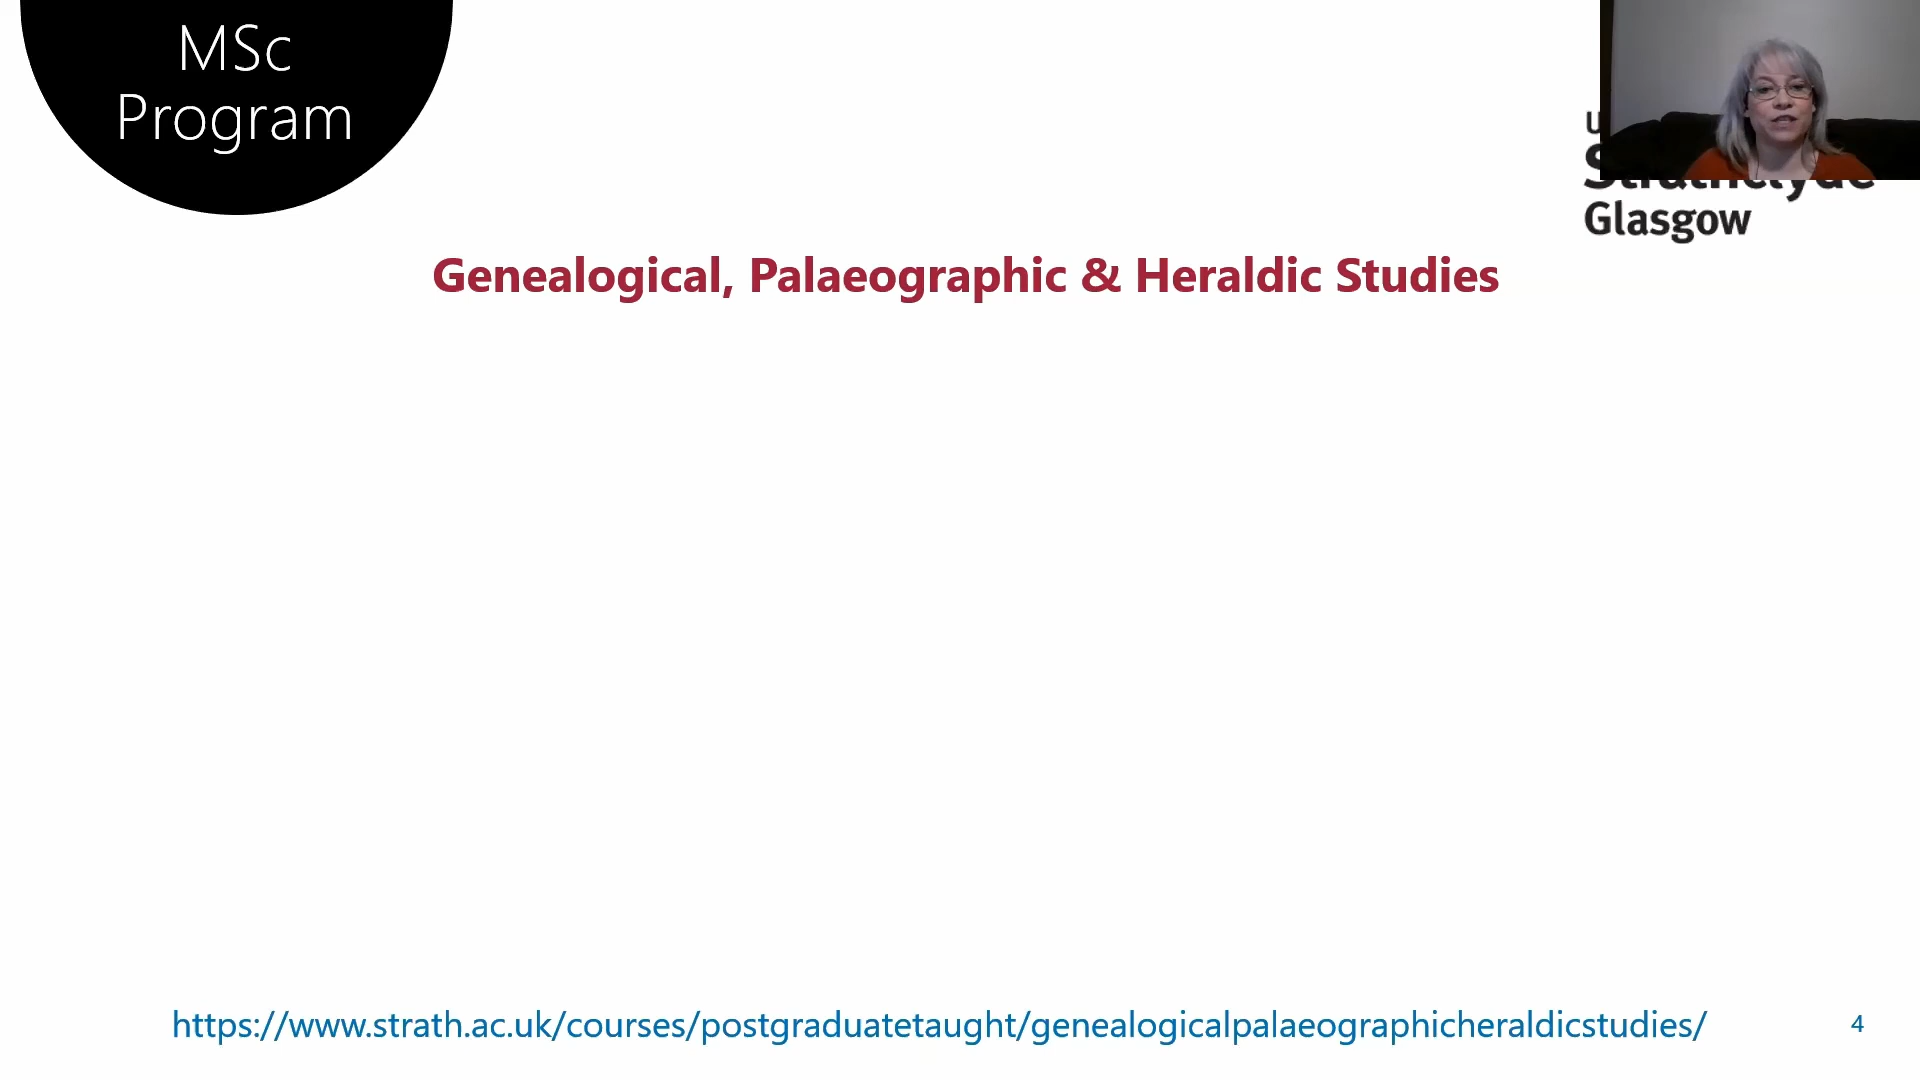 MSc
Program
Strathclyde
Glasgow
Genealogical, Palaeographic & Heraldic Studies
https://www.strath.ac.uk/courses/postgraduatetaught/genealogicalpalaeographicheraldicstudies/
4